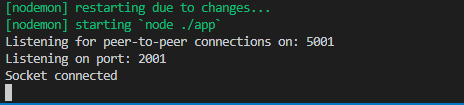 [nodemon] restarting due to changes...
[nodemon] starting `node ./app`
Listening for peer-to-peer connections on: 5001
Listening on port: 2001
Socket connected